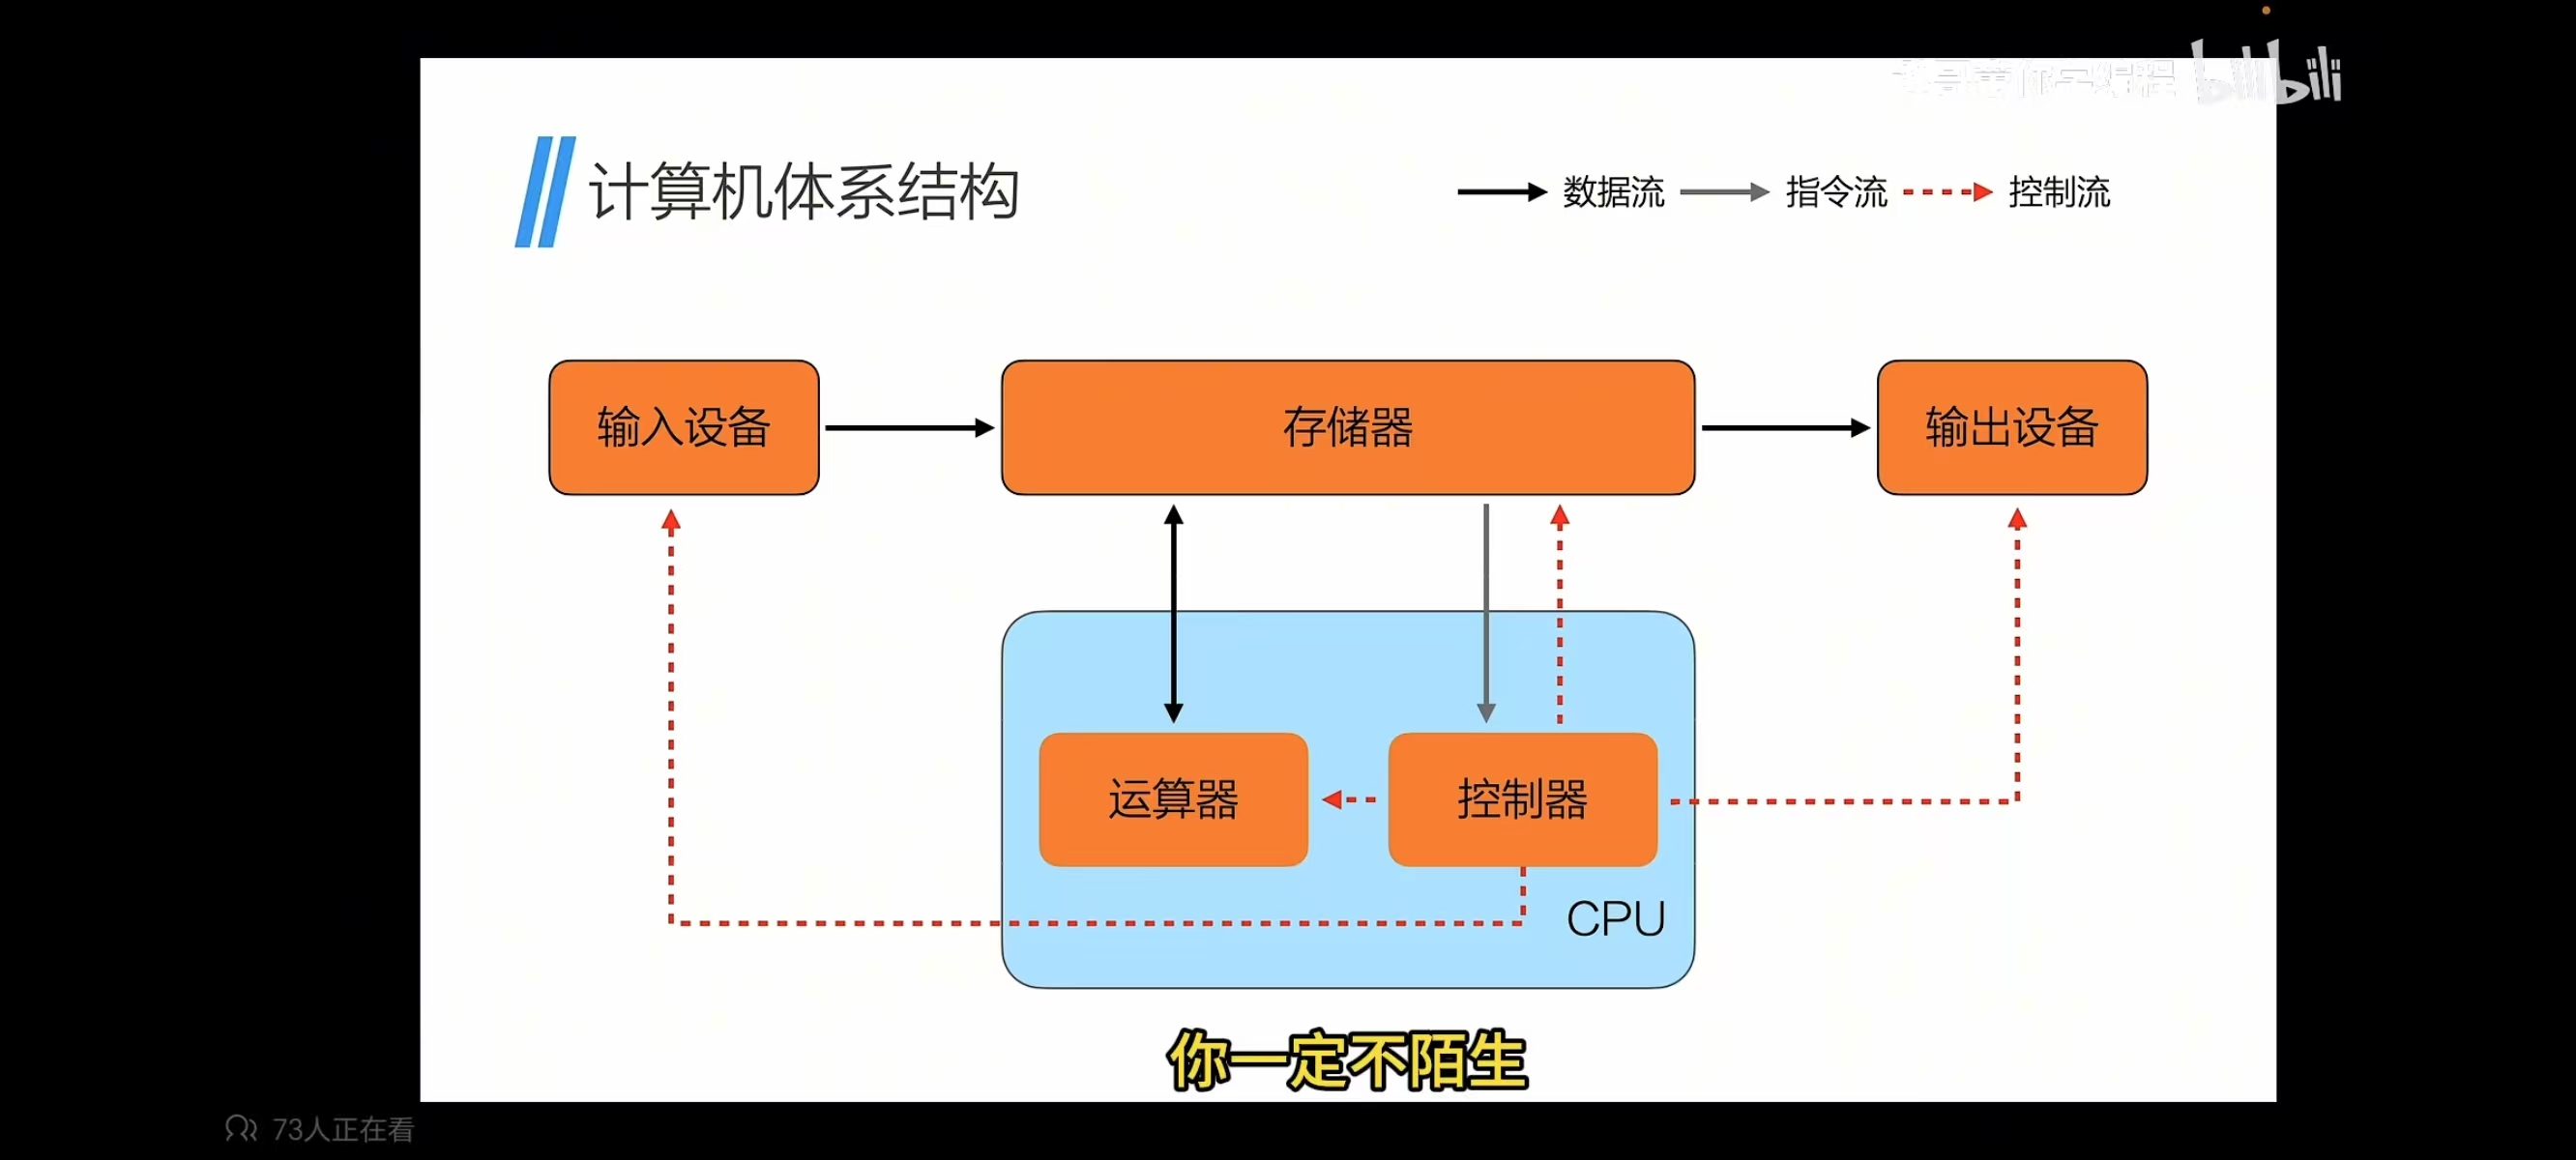 bilibili
计算机体系结构
数据流 指令流 控制流
输入设备 存储器 输出设备
运算器 控制器
CPU
你一定不陌生
73人正在看